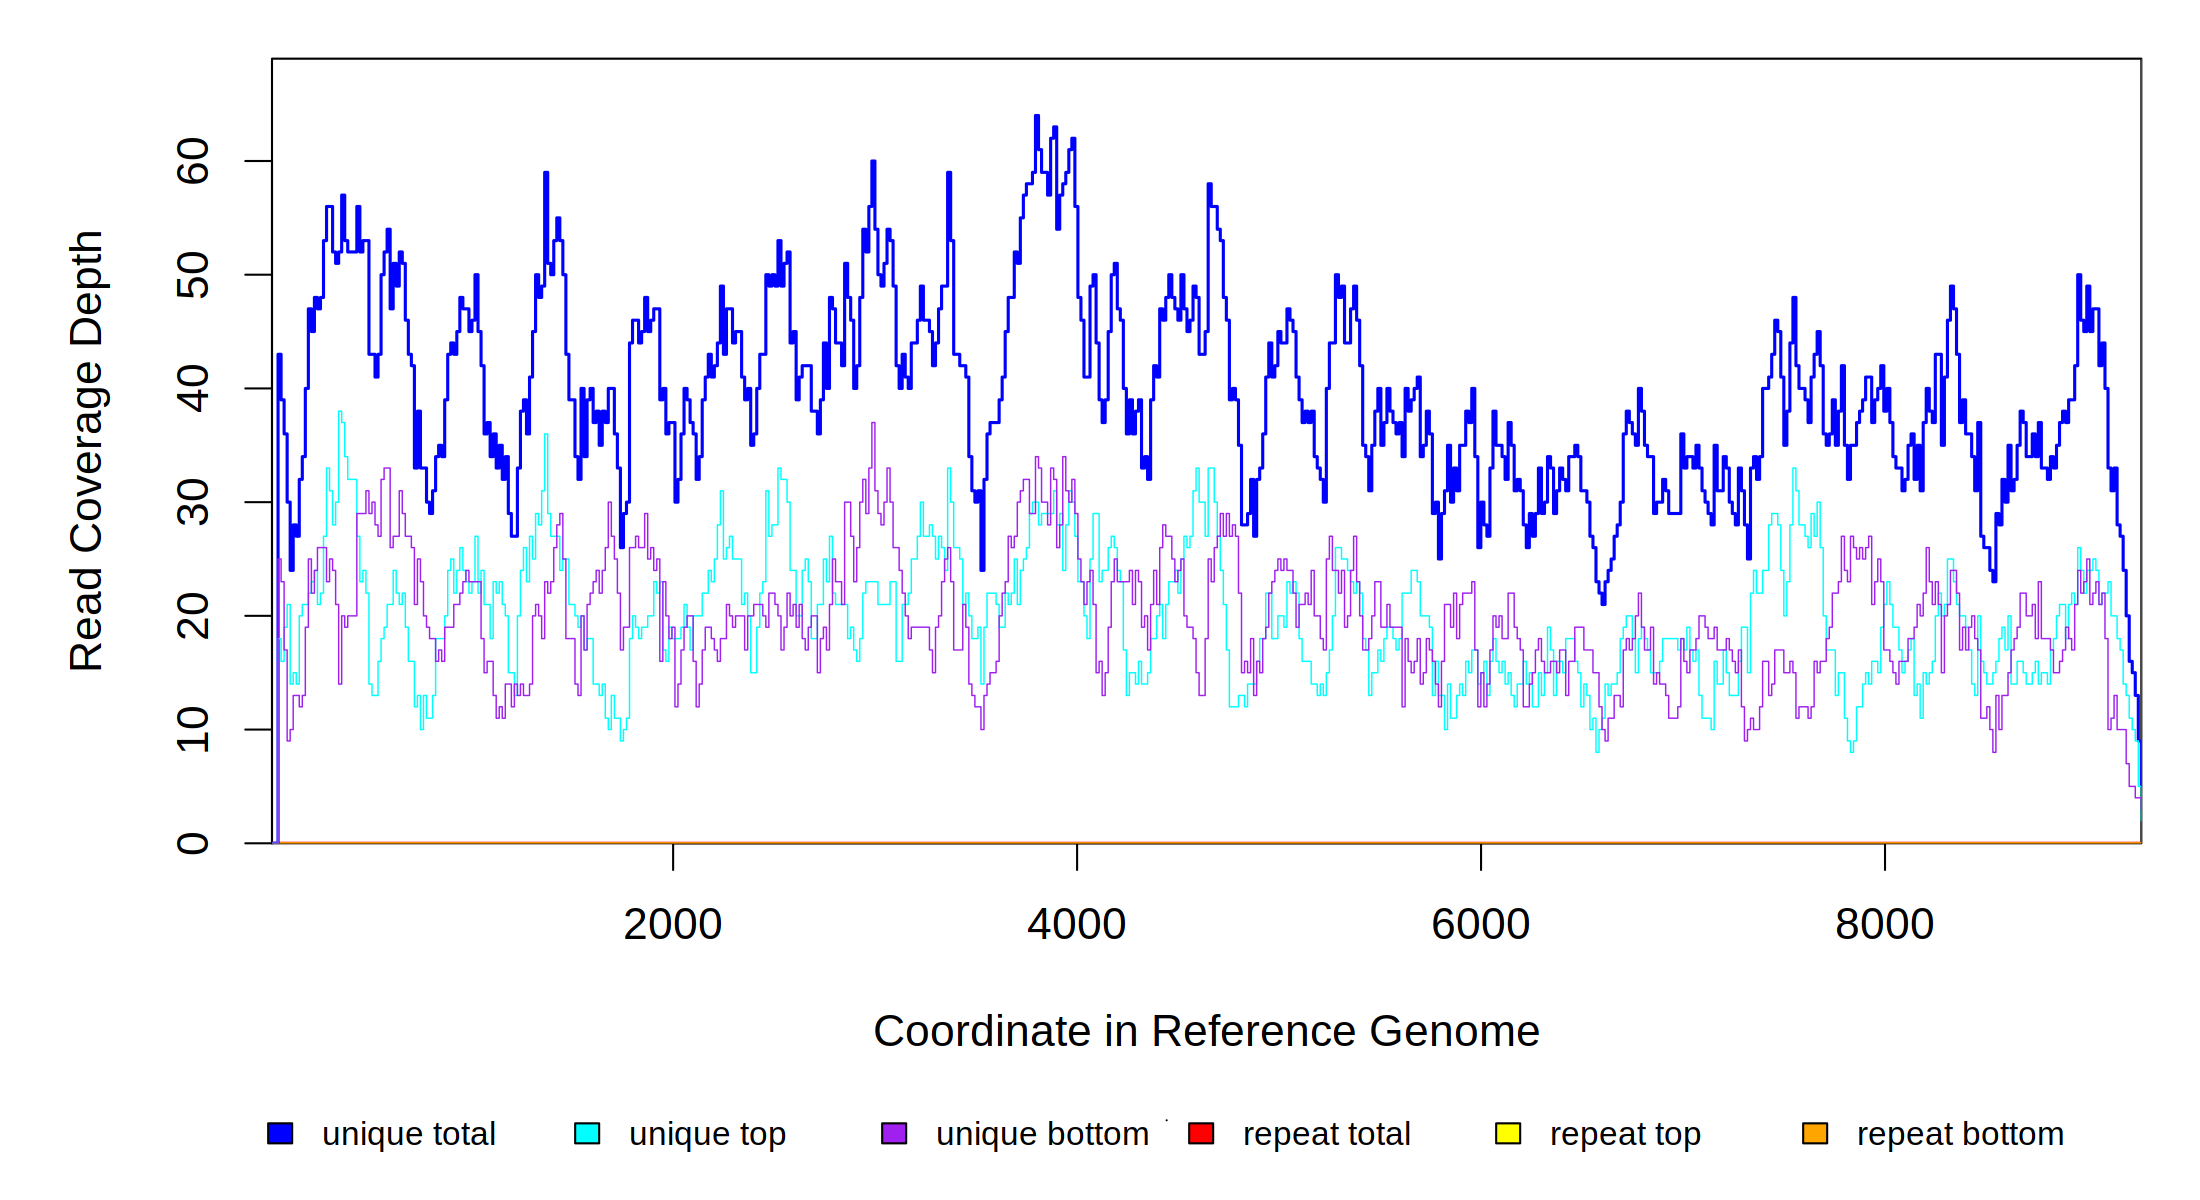 Read Coverage Depth
60
50
40
30
20
10
0
2000 4000 6000 8000
Coordinate in Reference Genome
unique total unique top unique bottom repeat total repeat top repeat bottom